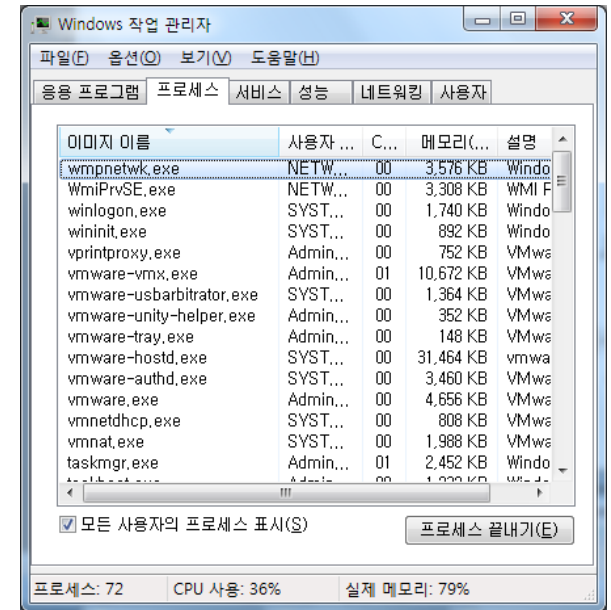 Windows 작업 관리자
파일(F) 옵션(O) 보기(V) 도움말(H)
응용 프로그램 프로세스 서비스 성능 네트워킹 사용자
이미지 이름 사용자 ... C... 메모리(... 설명
wmpnetwk.exe NETW... 00 3,576 KB Windo
WmiPrvSE.exe NETW... 00 3,308 KB WMI F
winlogon.exe SYST... 00 1,740 KB Windo
wininit.exe SYST... 00 892 KB Windo
vprintproxy.exe Admin... 00 752 KB VMwa
vmware-vmx.exe Admin... 01 10,672 KB VMwa
vmware-usbarbitrator.exe SYST... 00 1,364 KB VMwa
vmware-unity-helper.exe Admin... 00 352 KB VMwa
vmware-tray.exe Admin... 00 148 KB VMwa
vmware-hostd.exe SYST... 00 31,464 KB vmwa
vmware-authd.exe SYST... 00 3,460 KB VMwa
vmware.exe Admin... 00 4,656 KB VMwa
vmnetdhcp.exe SYST... 00 808 KB VMwa
vmnat.exe SYST... 00 1,988 KB VMwa
taskmgr.exe Admin... 01 2,452 KB Windo
모든 사용자의 프로세스 표시(S) 프로세스 끝내기(E)
프로세스: 72 CPU 사용: 36% 실제 메모리: 79%